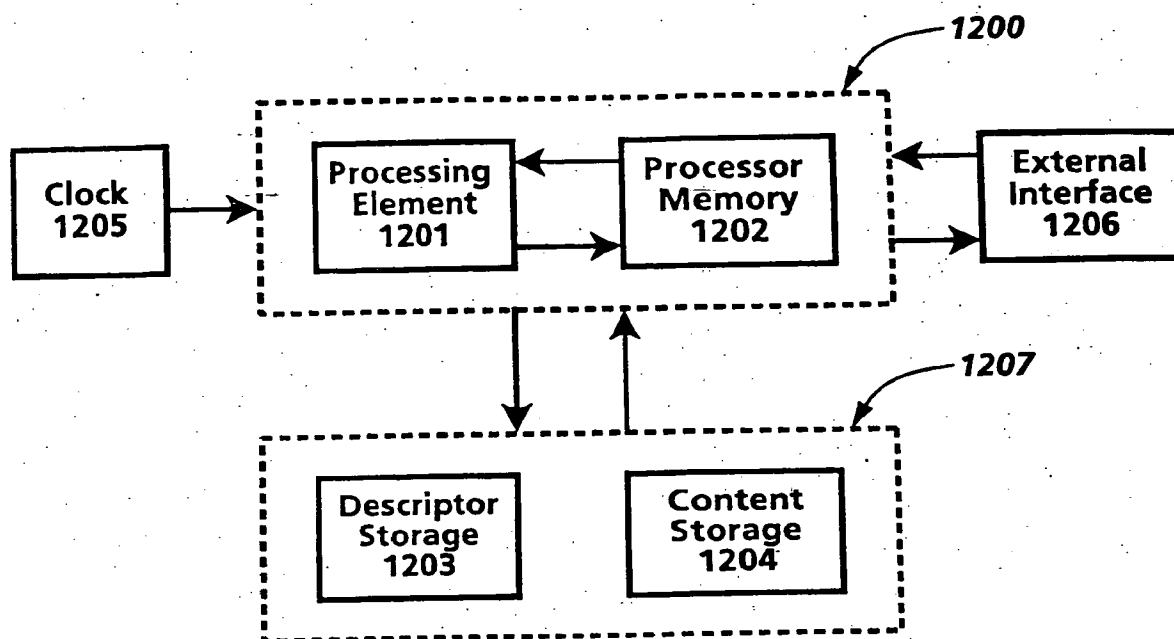 1200
Clock
1205
Processing
Element
1201
Processor
Memory
1202
External
Interface
1206
1207
Descriptor
Storage
1203
Content
Storage
1204